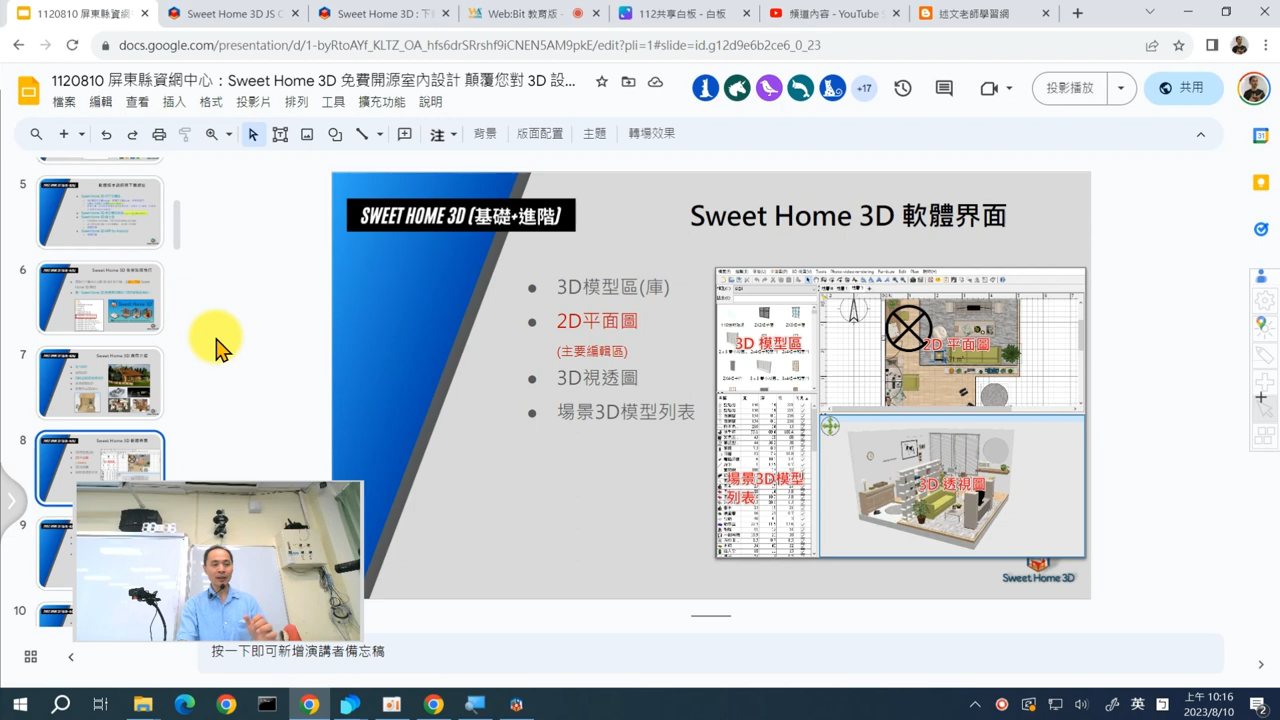 1120810 屏東縣資網
Sweet Home 3D JS C
Sweet Home 3D : 下
Web:Bit 教育版 -
112共享白板 - 白板
頻道內容 - YouTube
述文老師學習網
docs.google.com/presentation/d/1-byRtoAYf_KLTZ_OA_hfs6drSRrshf9iCNEN5AM9pkE/edit?pli=1#slide=id.g12d9e6b2ce6_0_23
1120810 屏東縣資網中心：Sweet Home 3D 免費開源室內設計 顛覆您對 3D 設...
檔案 編輯 查看 插入 格式 投影片 排列 工具 擴充功能 說明
+17
投影播放
共用
注
背景 版面配置 主題 轉場效果
5
6
7
8
9
10
SWEET HOME 3D (基礎+進階)
Sweet Home 3D 軟體界面
3D模型區(庫)
2D平面圖
(主要編輯區)
3D視透圖
場景3D模型列表
3D 模型區
2D 平面圖
場景3D模型
列表
3D 透視圖
Sweet Home 3D
按一下即可新增演講者備忘稿
英
上午 10:16
2023/8/10
2